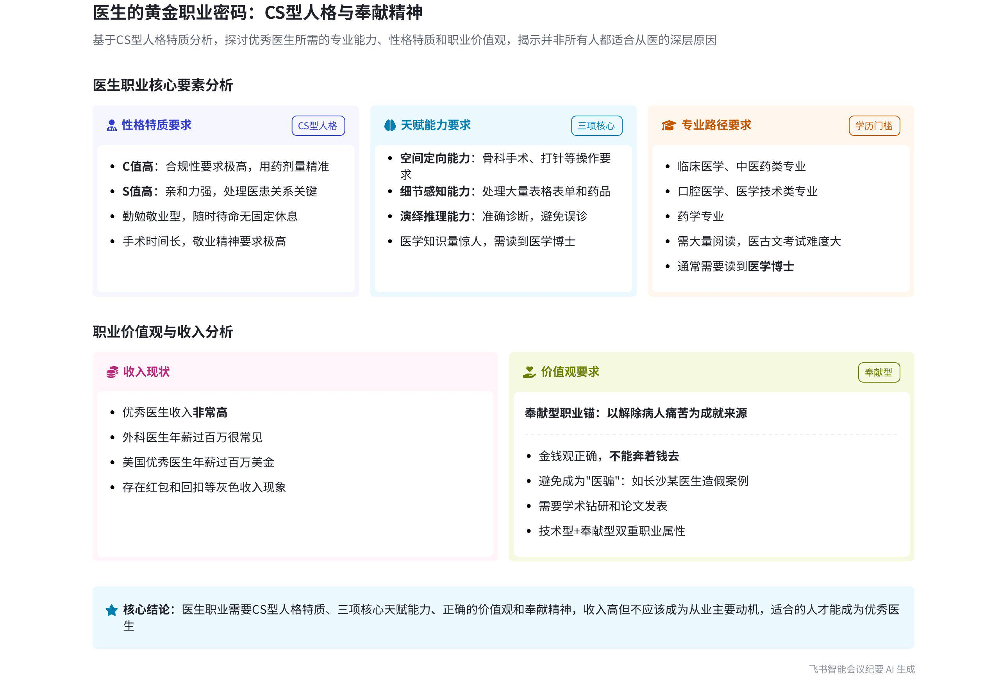 医生的黄金职业密码：CS型人格与奉献精神
基于CS型人格特质分析，探讨优秀医生所需的专业能力、性格特质和职业价值观，揭示并非所有人都适合从医的深层原因
医生职业核心要素分析
性格特质要求
CS型人格
C值高：合规性要求极高，用药剂量精准
S值高：亲和力强，处理医患关系关键
勤勉敬业型，随时待命无固定休息
手术时间长，敬业精神要求极高
天赋能力要求
三项核心
空间定向能力：骨科手术、打针等操作要
求
细节感知能力：处理大量表格表单和药品
演绎推理能力：准确诊断，避免误诊
医学知识量惊人，需读到医学博士
专业路径要求
学历门槛
临床医学、中医药类专业
口腔医学、医学技术类专业
药学专业
需大量阅读，医古文考试难度大
通常需要读到医学博士
职业价值观与收入分析
收入现状
优秀医生收入非常高
外科医生年薪过百万很常见
美国优秀医生年薪过百万美金
存在红包和回扣等灰色收入现象
价值观要求
奉献型
奉献型职业锚：以解除病人痛苦为成就来源
金钱观正确，不能奔着钱去
避免成为"医骗"：如长沙某医生造假案例
需要学术钻研和论文发表
技术型+奉献型双重职业属性
核心结论：医生职业需要CS型人格特质、三项核心天赋能力、正确的价值观和奉献精神，收入高但不应该成为从业主要动机，适合的人才能成为优秀医
生
飞书智能会议纪要 AI 生成